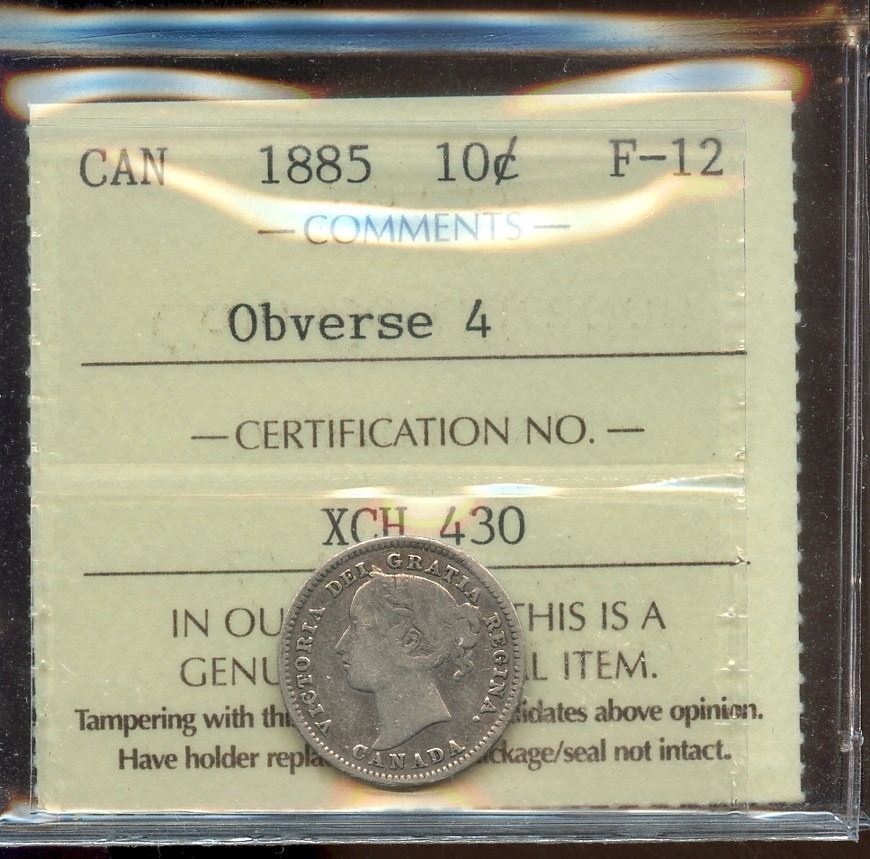 CAN 1885 10¢ F-12
— COMMENTS —
Obverse 4
— CERTIFICATION NO. —
XCH 430
IN OU THIS IS A
GENU L ITEM.
Tampering with thi idates above opinion.
Have holder repla ckage/seal not intact.
VICTORIA DEI GRATIA REGINA.
CANADA